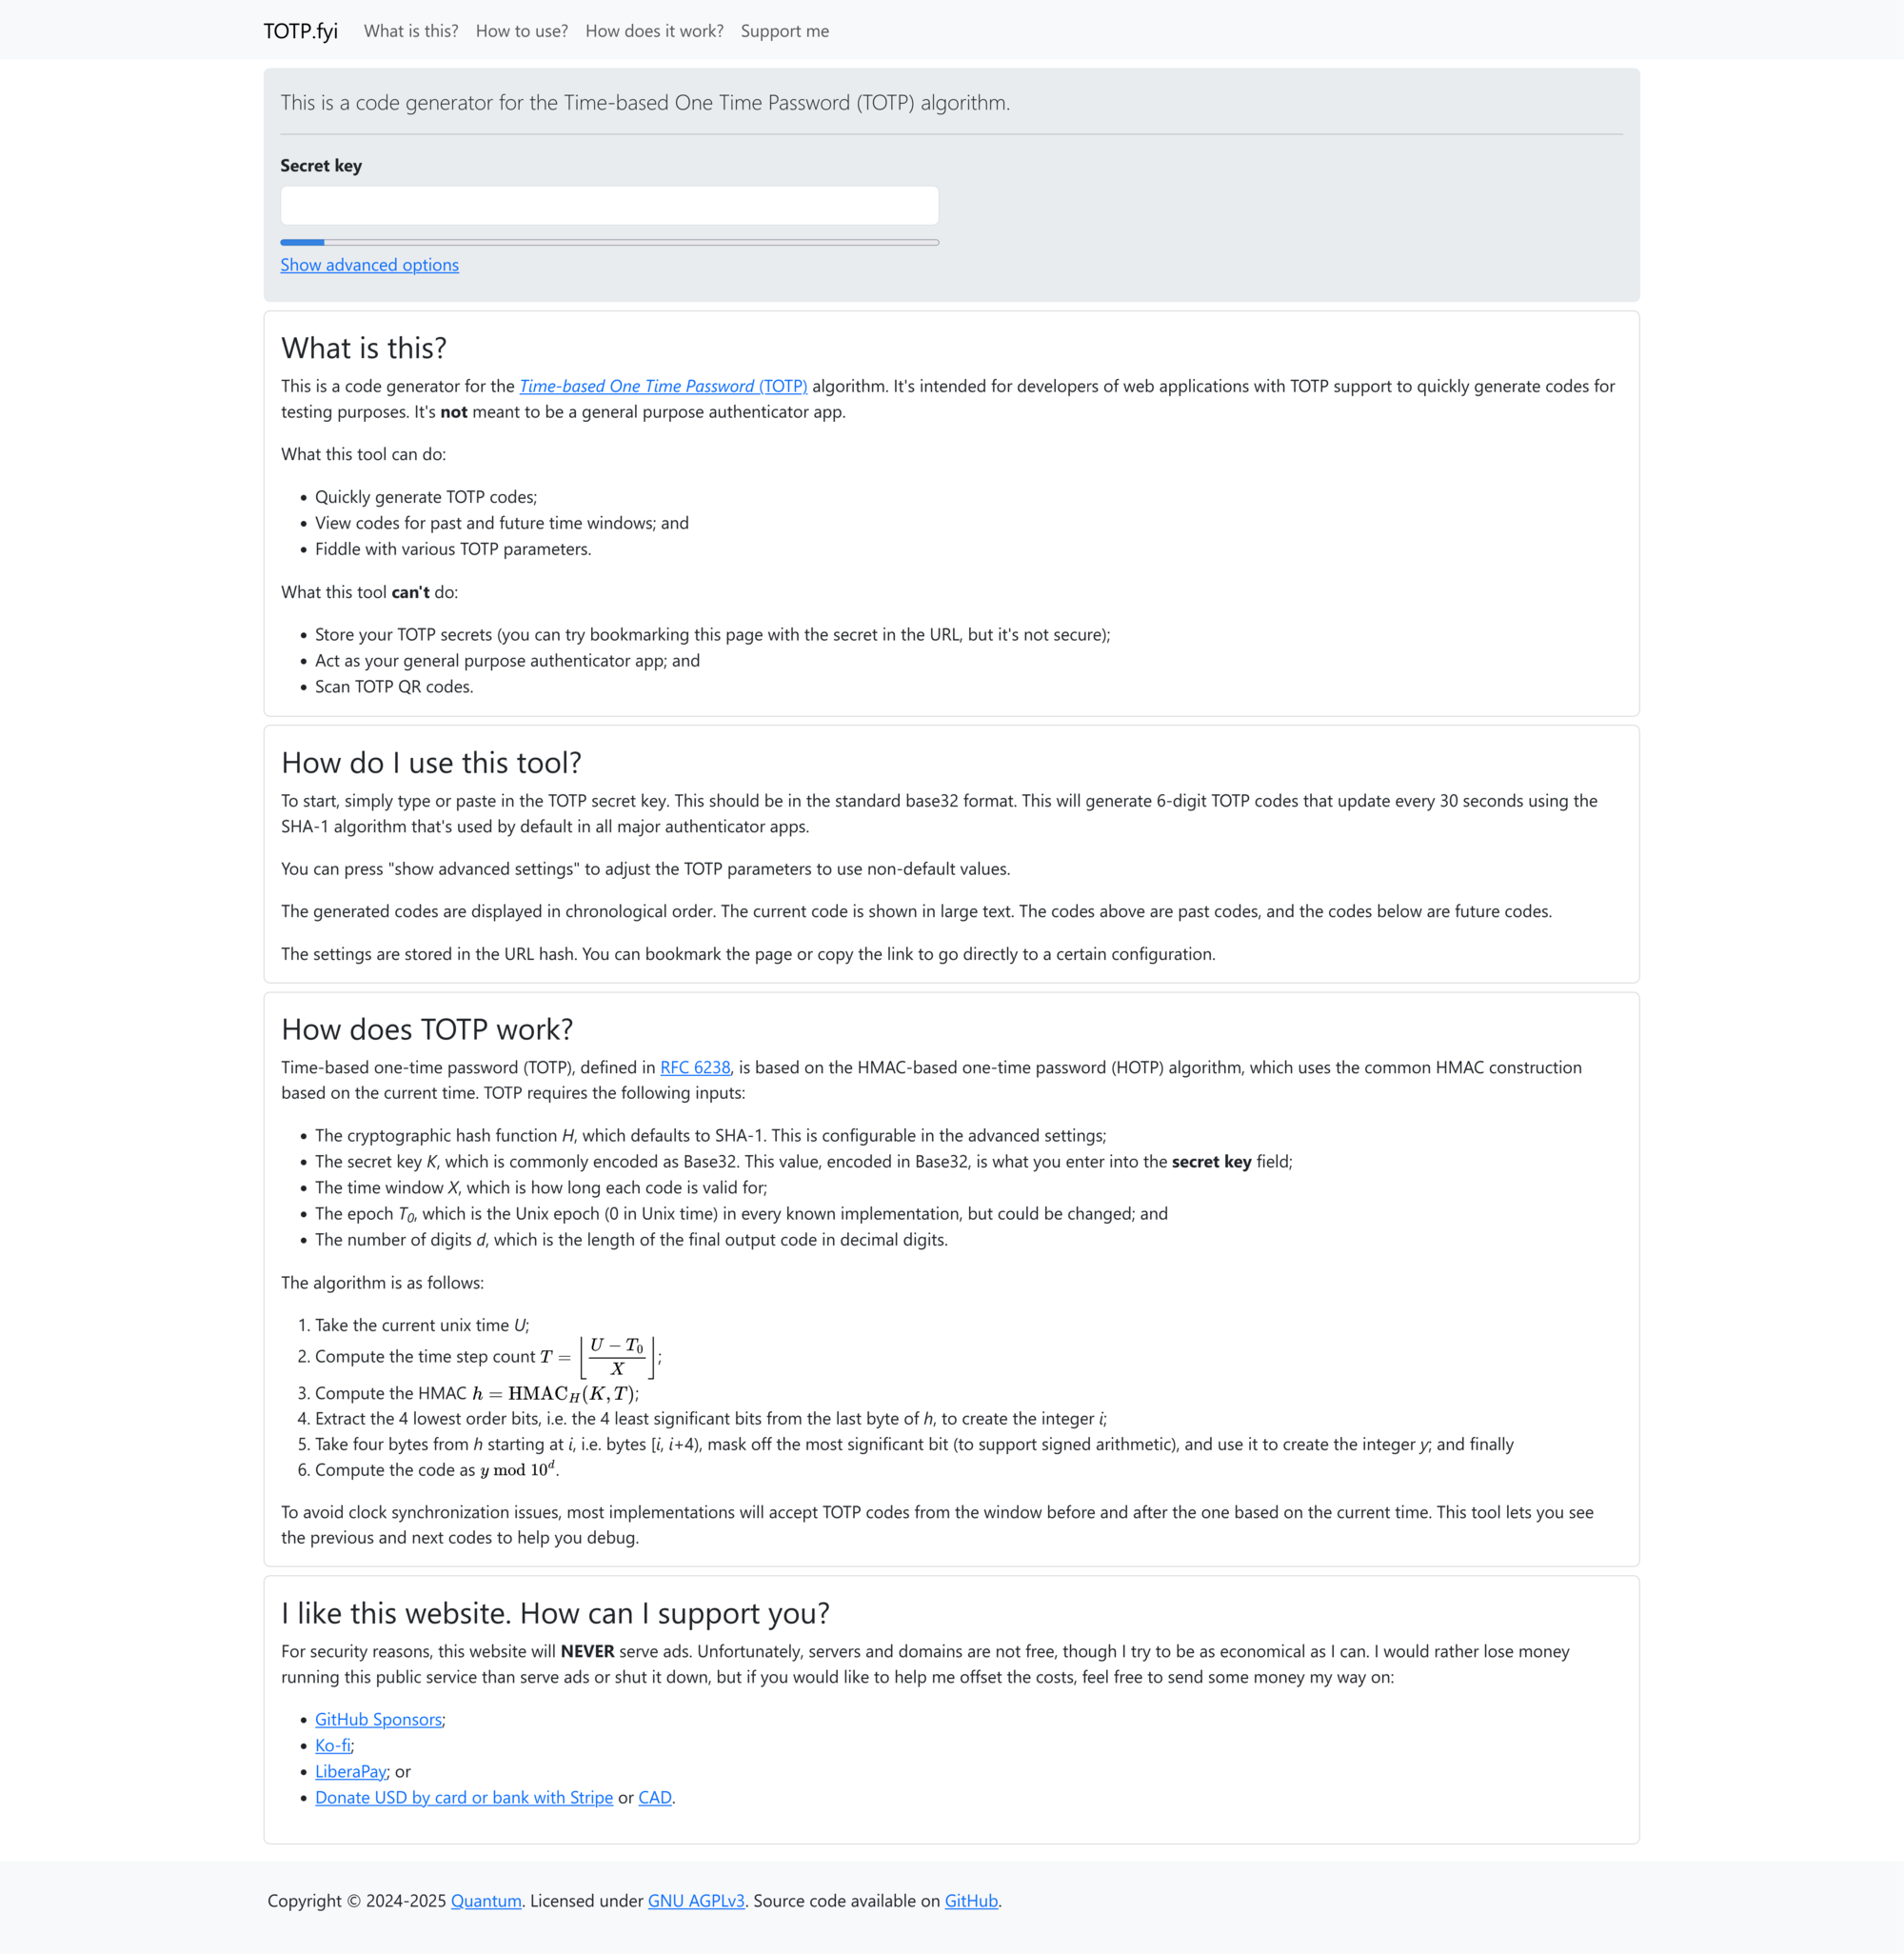 TOTP.fyi What is this? How to use? How does it work? Support me
This is a code generator for the Time-based One Time Password (TOTP) algorithm.
Secret key
Show advanced options
What is this?
This is a code generator for the Time-based One Time Password (TOTP) algorithm. It's intended for developers of web applications with TOTP support to quickly generate codes for
testing purposes. It's not meant to be a general purpose authenticator app.
What this tool can do:
• Quickly generate TOTP codes;
• View codes for past and future time windows; and
• Fiddle with various TOTP parameters.
What this tool can't do:
• Store your TOTP secrets (you can try bookmarking this page with the secret in the URL, but it's not secure);
• Act as your general purpose authenticator app; and
• Scan TOTP QR codes.
How do I use this tool?
To start, simply type or paste in the TOTP secret key. This should be in the standard base32 format. This will generate 6-digit TOTP codes that update every 30 seconds using the
SHA-1 algorithm that's used by default in all major authenticator apps.
You can press "show advanced settings" to adjust the TOTP parameters to use non-default values.
The generated codes are displayed in chronological order. The current code is shown in large text. The codes above are past codes, and the codes below are future codes.
The settings are stored in the URL hash. You can bookmark the page or copy the link to go directly to a certain configuration.
How does TOTP work?
Time-based one-time password (TOTP), defined in RFC 6238, is based on the HMAC-based one-time password (HOTP) algorithm, which uses the common HMAC construction
based on the current time. TOTP requires the following inputs:
• The cryptographic hash function H, which defaults to SHA-1. This is configurable in the advanced settings;
• The secret key K, which is commonly encoded as Base32. This value, encoded in Base32, is what you enter into the secret key field;
• The time window X, which is how long each code is valid for;
• The epoch T₀, which is the Unix epoch (0 in Unix time) in every known implementation, but could be changed; and
• The number of digits d, which is the length of the final output code in decimal digits.
The algorithm is as follows:
1. Take the current unix time U;
2. Compute the time step count T = ⌊(U − T₀)/X⌋;
3. Compute the HMAC h = HMAC_H(K, T);
4. Extract the 4 lowest order bits, i.e. the 4 least significant bits from the last byte of h, to create the integer i;
5. Take four bytes from h starting at i, i.e. bytes [i, i+4), mask off the most significant bit (to support signed arithmetic), and use it to create the integer y; and finally
6. Compute the code as y mod 10^d.
To avoid clock synchronization issues, most implementations will accept TOTP codes from the window before and after the one based on the current time. This tool lets you see
the previous and next codes to help you debug.
I like this website. How can I support you?
For security reasons, this website will NEVER serve ads. Unfortunately, servers and domains are not free, though I try to be as economical as I can. I would rather lose money
running this public service than serve ads or shut it down, but if you would like to help me offset the costs, feel free to send some money my way on:
• GitHub Sponsors;
• Ko-fi;
• LiberaPay; or
• Donate USD by card or bank with Stripe or CAD.
Copyright © 2024-2025 Quantum. Licensed under GNU AGPLv3. Source code available on GitHub.